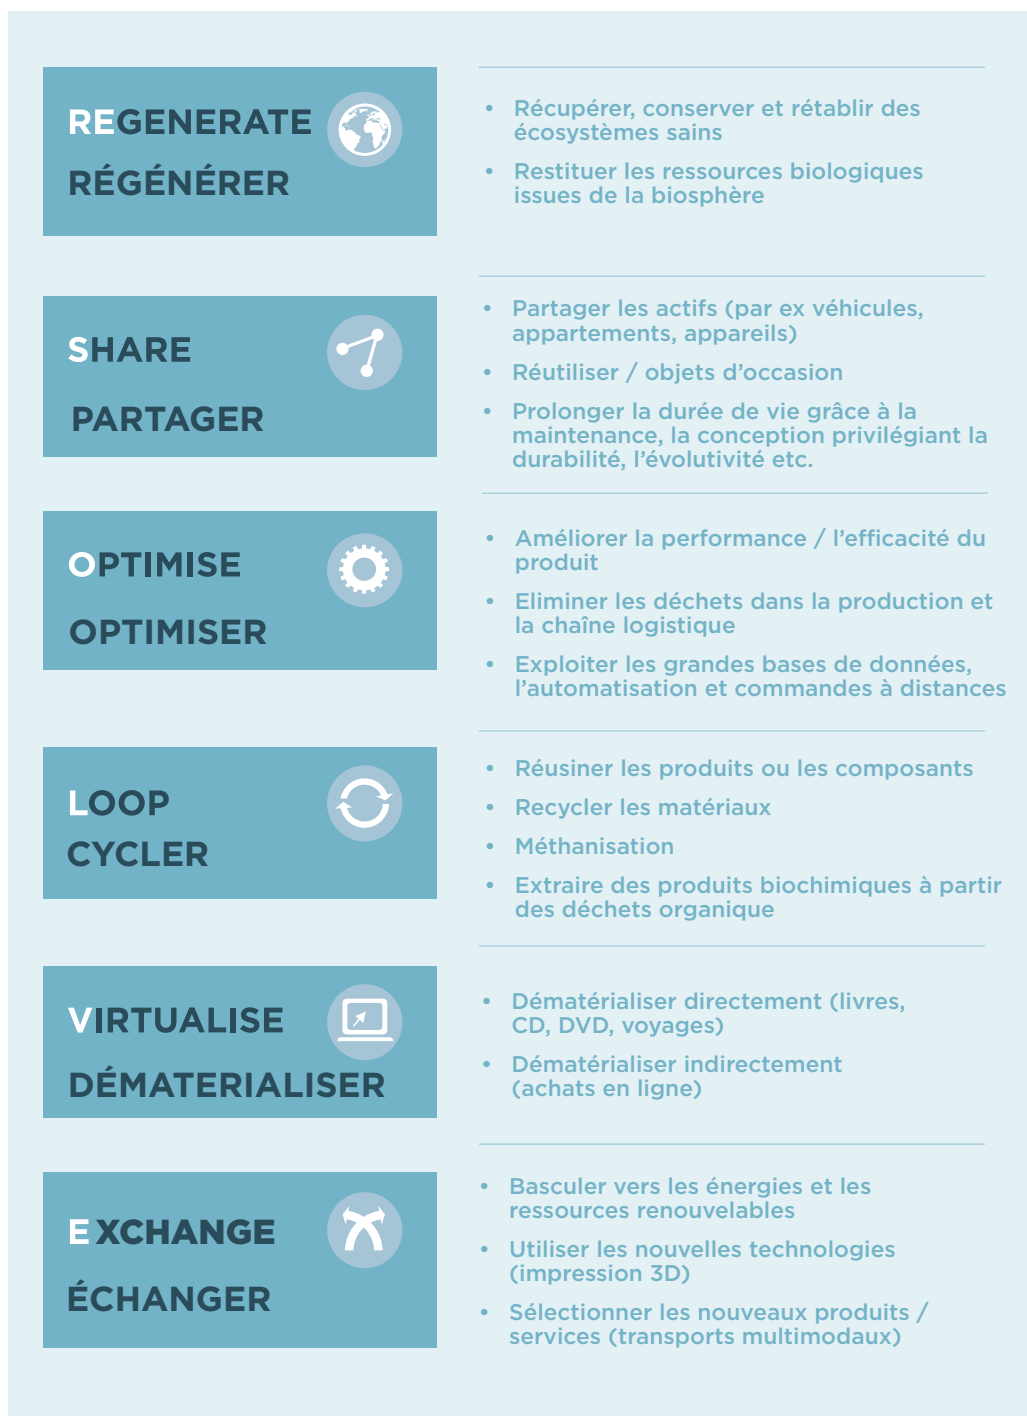 REGENERATE
RÉGÉNÉRER
• Récupérer, conserver et rétablir des
écosystèmes sains
• Restituer les ressources biologiques
issues de la biosphère
SHARE
PARTAGER
• Partager les actifs (par ex véhicules,
appartements, appareils)
• Réutiliser / objets d’occasion
• Prolonger la durée de vie grâce à la
maintenance, la conception privilégiant la
durabilité, l’évolutivité etc.
OPTIMISE
OPTIMISER
• Améliorer la performance / l’efficacité du
produit
• Eliminer les déchets dans la production et
la chaîne logistique
• Exploiter les grandes bases de données,
l’automatisation et commandes à distances
LOOP
CYCLER
• Réusiner les produits ou les composants
• Recycler les matériaux
• Méthanisation
• Extraire des produits biochimiques à partir
des déchets organique
VIRTUALISE
DÉMATERIALISER
• Dématérialiser directement (livres,
CD, DVD, voyages)
• Dématérialiser indirectement
(achats en ligne)
E XCHANGE
ÉCHANGER
• Basculer vers les énergies et les
ressources renouvelables
• Utiliser les nouvelles technologies
(impression 3D)
• Sélectionner les nouveaux produits /
services (transports multimodaux)